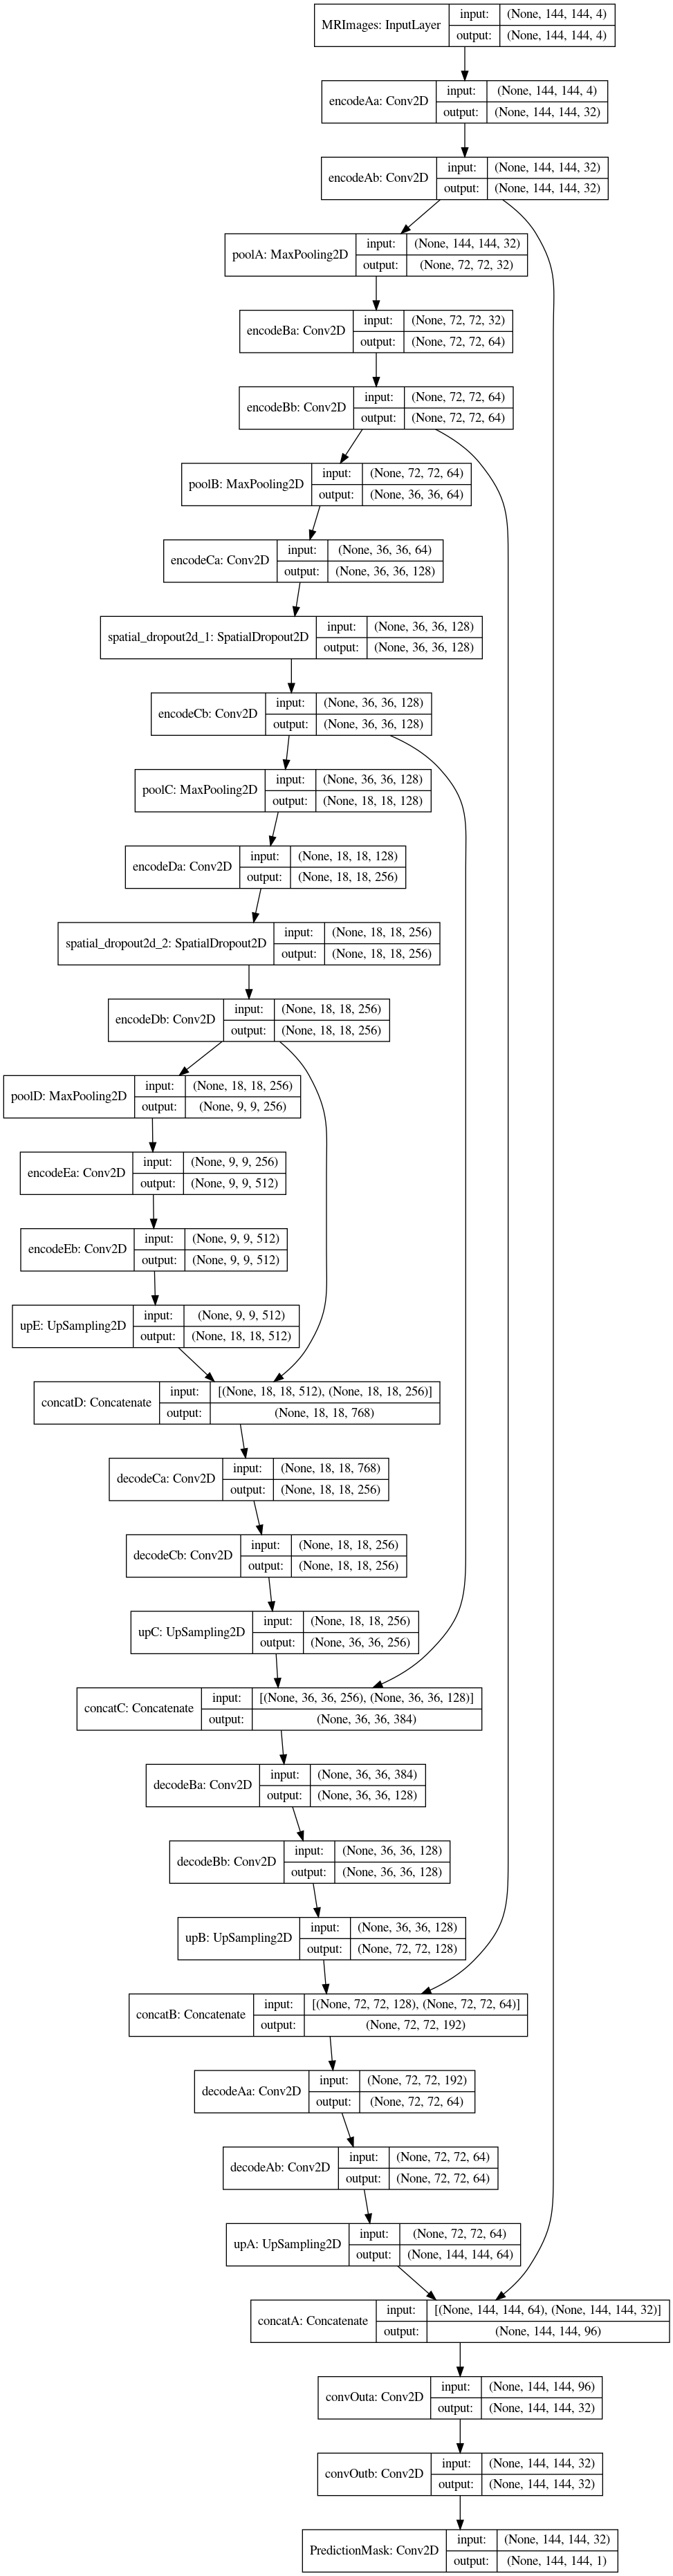 MRImages: InputLayer
input: (None, 144, 144, 4)
output: (None, 144, 144, 4)
encodeAa: Conv2D
input: (None, 144, 144, 4)
output: (None, 144, 144, 32)
encodeAb: Conv2D
input: (None, 144, 144, 32)
output: (None, 144, 144, 32)
poolA: MaxPooling2D
input: (None, 144, 144, 32)
output: (None, 72, 72, 32)
encodeBa: Conv2D
input: (None, 72, 72, 32)
output: (None, 72, 72, 64)
encodeBb: Conv2D
input: (None, 72, 72, 64)
output: (None, 72, 72, 64)
poolB: MaxPooling2D
input: (None, 72, 72, 64)
output: (None, 36, 36, 64)
encodeCa: Conv2D
input: (None, 36, 36, 64)
output: (None, 36, 36, 128)
spatial_dropout2d_1: SpatialDropout2D
input: (None, 36, 36, 128)
output: (None, 36, 36, 128)
encodeCb: Conv2D
input: (None, 36, 36, 128)
output: (None, 36, 36, 128)
poolC: MaxPooling2D
input: (None, 36, 36, 128)
output: (None, 18, 18, 128)
encodeDa: Conv2D
input: (None, 18, 18, 128)
output: (None, 18, 18, 256)
spatial_dropout2d_2: SpatialDropout2D
input: (None, 18, 18, 256)
output: (None, 18, 18, 256)
encodeDb: Conv2D
input: (None, 18, 18, 256)
output: (None, 18, 18, 256)
poolD: MaxPooling2D
input: (None, 18, 18, 256)
output: (None, 9, 9, 256)
encodeEa: Conv2D
input: (None, 9, 9, 256)
output: (None, 9, 9, 512)
encodeEb: Conv2D
input: (None, 9, 9, 512)
output: (None, 9, 9, 512)
upE: UpSampling2D
input: (None, 9, 9, 512)
output: (None, 18, 18, 512)
concatD: Concatenate
input: [(None, 18, 18, 512), (None, 18, 18, 256)]
output: (None, 18, 18, 768)
decodeCa: Conv2D
input: (None, 18, 18, 768)
output: (None, 18, 18, 256)
decodeCb: Conv2D
input: (None, 18, 18, 256)
output: (None, 18, 18, 256)
upC: UpSampling2D
input: (None, 18, 18, 256)
output: (None, 36, 36, 256)
concatC: Concatenate
input: [(None, 36, 36, 256), (None, 36, 36, 128)]
output: (None, 36, 36, 384)
decodeBa: Conv2D
input: (None, 36, 36, 384)
output: (None, 36, 36, 128)
decodeBb: Conv2D
input: (None, 36, 36, 128)
output: (None, 36, 36, 128)
upB: UpSampling2D
input: (None, 36, 36, 128)
output: (None, 72, 72, 128)
concatB: Concatenate
input: [(None, 72, 72, 128), (None, 72, 72, 64)]
output: (None, 72, 72, 192)
decodeAa: Conv2D
input: (None, 72, 72, 192)
output: (None, 72, 72, 64)
decodeAb: Conv2D
input: (None, 72, 72, 64)
output: (None, 72, 72, 64)
upA: UpSampling2D
input: (None, 72, 72, 64)
output: (None, 144, 144, 64)
concatA: Concatenate
input: [(None, 144, 144, 64), (None, 144, 144, 32)]
output: (None, 144, 144, 96)
convOuta: Conv2D
input: (None, 144, 144, 96)
output: (None, 144, 144, 32)
convOutb: Conv2D
input: (None, 144, 144, 32)
output: (None, 144, 144, 32)
PredictionMask: Conv2D
input: (None, 144, 144, 32)
output: (None, 144, 144, 1)